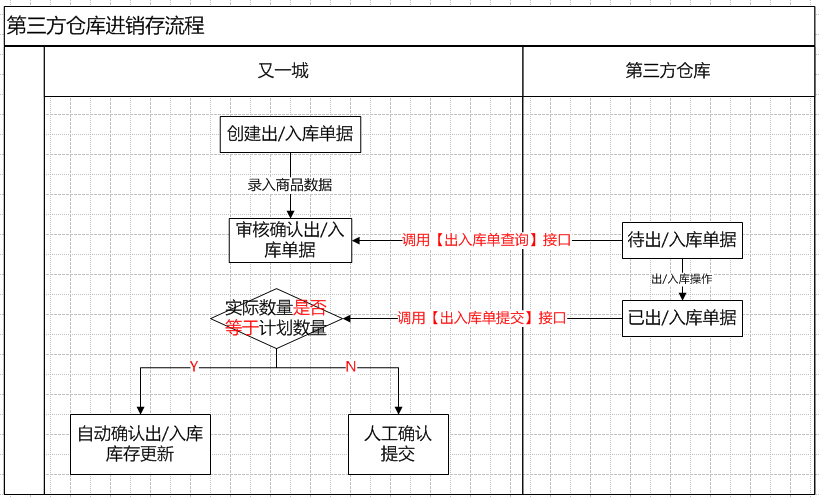 第三方仓库进销存流程
又一城
第三方仓库
创建出/入库单据
录入商品数据
审核确认出/入
库单据
调用【出入库单查询】接口
待出/入库单据
出/入库操作
实际数量是否
等于计划数量
调用【出入库单提交】接口
已出/入库单据
Y
N
自动确认出/入库
库存更新
人工确认
提交